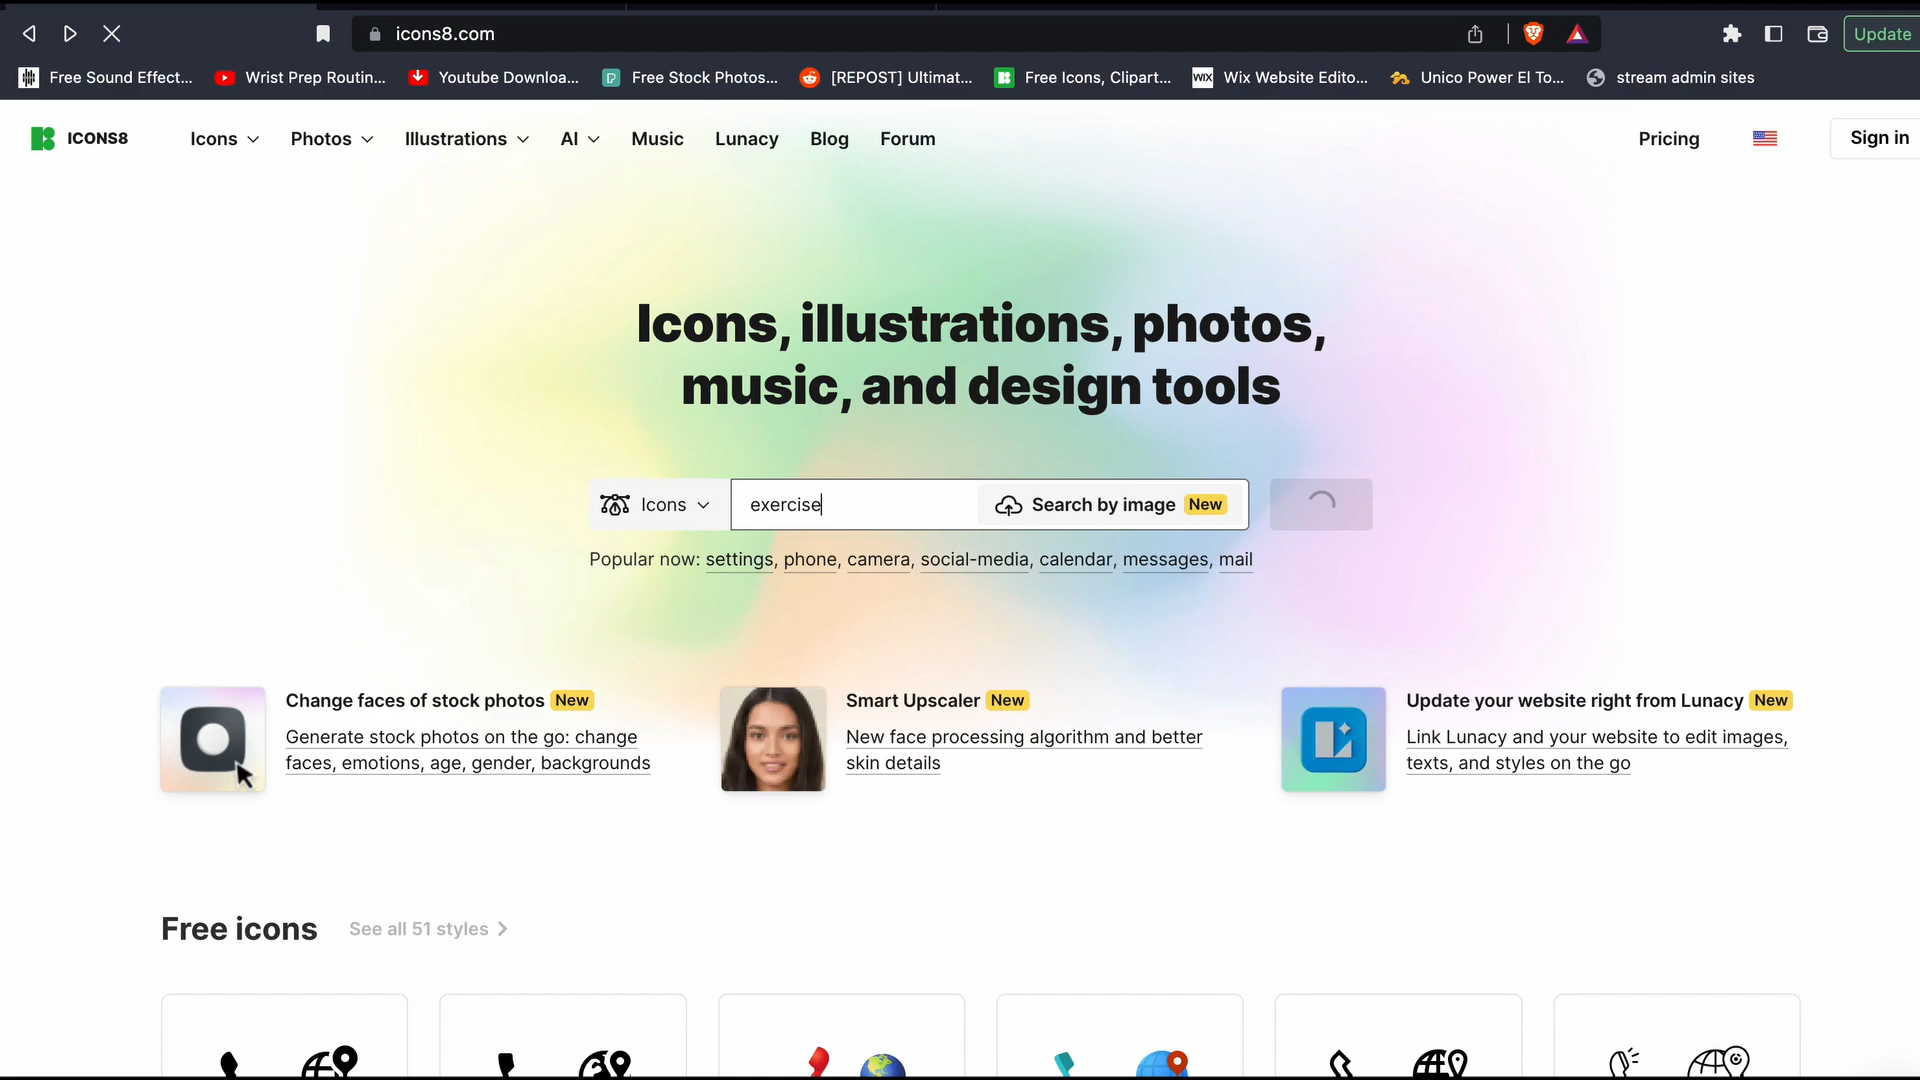 icons8.com
Update
Free Sound Effect...
Wrist Prep Routin...
Youtube Downloa...
Free Stock Photos...
[REPOST] Ultimat...
Free Icons, Clipart...
WIX
Wix Website Edito...
Unico Power El To...
stream admin sites
ICONS8
Icons
Photos
Illustrations
AI
Music
Lunacy
Blog
Forum
Pricing
Sign in
Icons, illustrations, photos,
music, and design tools
Icons
exercise
Search by image
New
Popular now: settings, phone, camera, social-media, calendar, messages, mail
Change faces of stock photos New
Generate stock photos on the go: change
faces, emotions, age, gender, backgrounds
Smart Upscaler New
New face processing algorithm and better
skin details
Update your website right from Lunacy New
Link Lunacy and your website to edit images,
texts, and styles on the go
Free icons
See all 51 styles